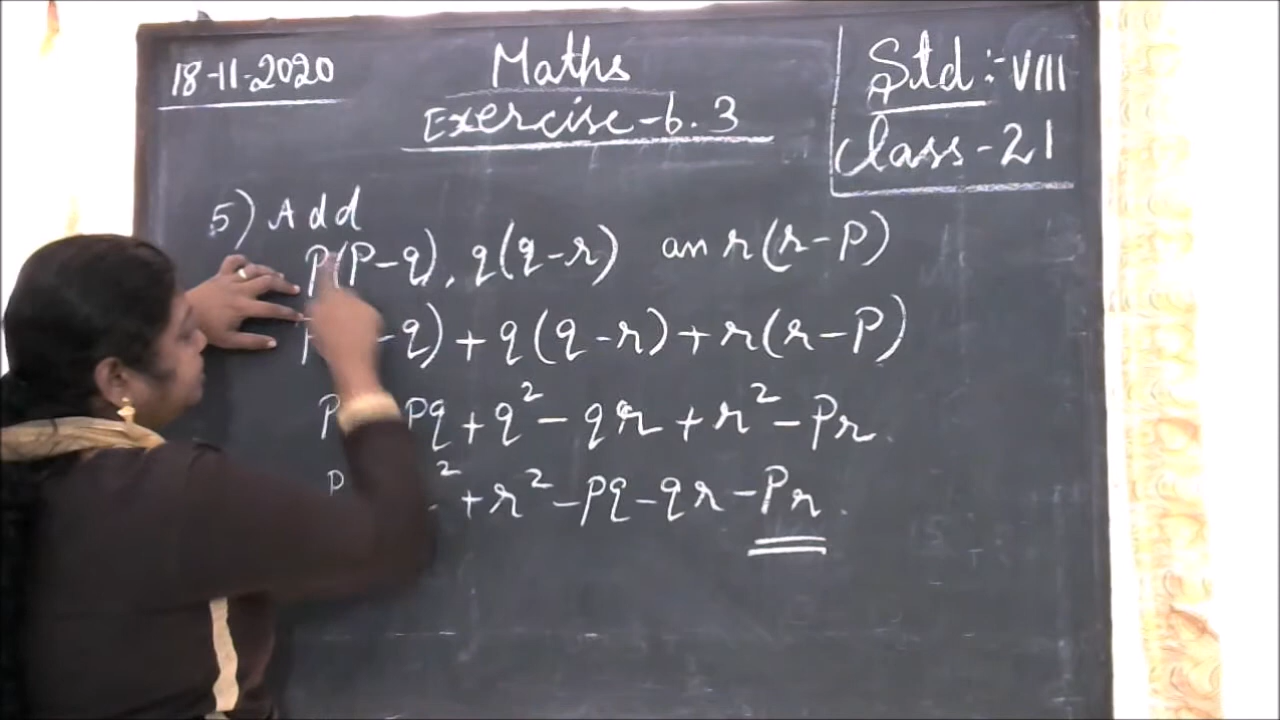 18-11-2020
Maths
Exercise-6.3
Std:-VIII
Class-21
5) Add
P(P-q), q(q-r) an r(r-P)
-q)+q(q-r)+r(r-P)
P Pq+q²-qr+r²-Pr.
P ²+r²-Pq-qr-Pr.